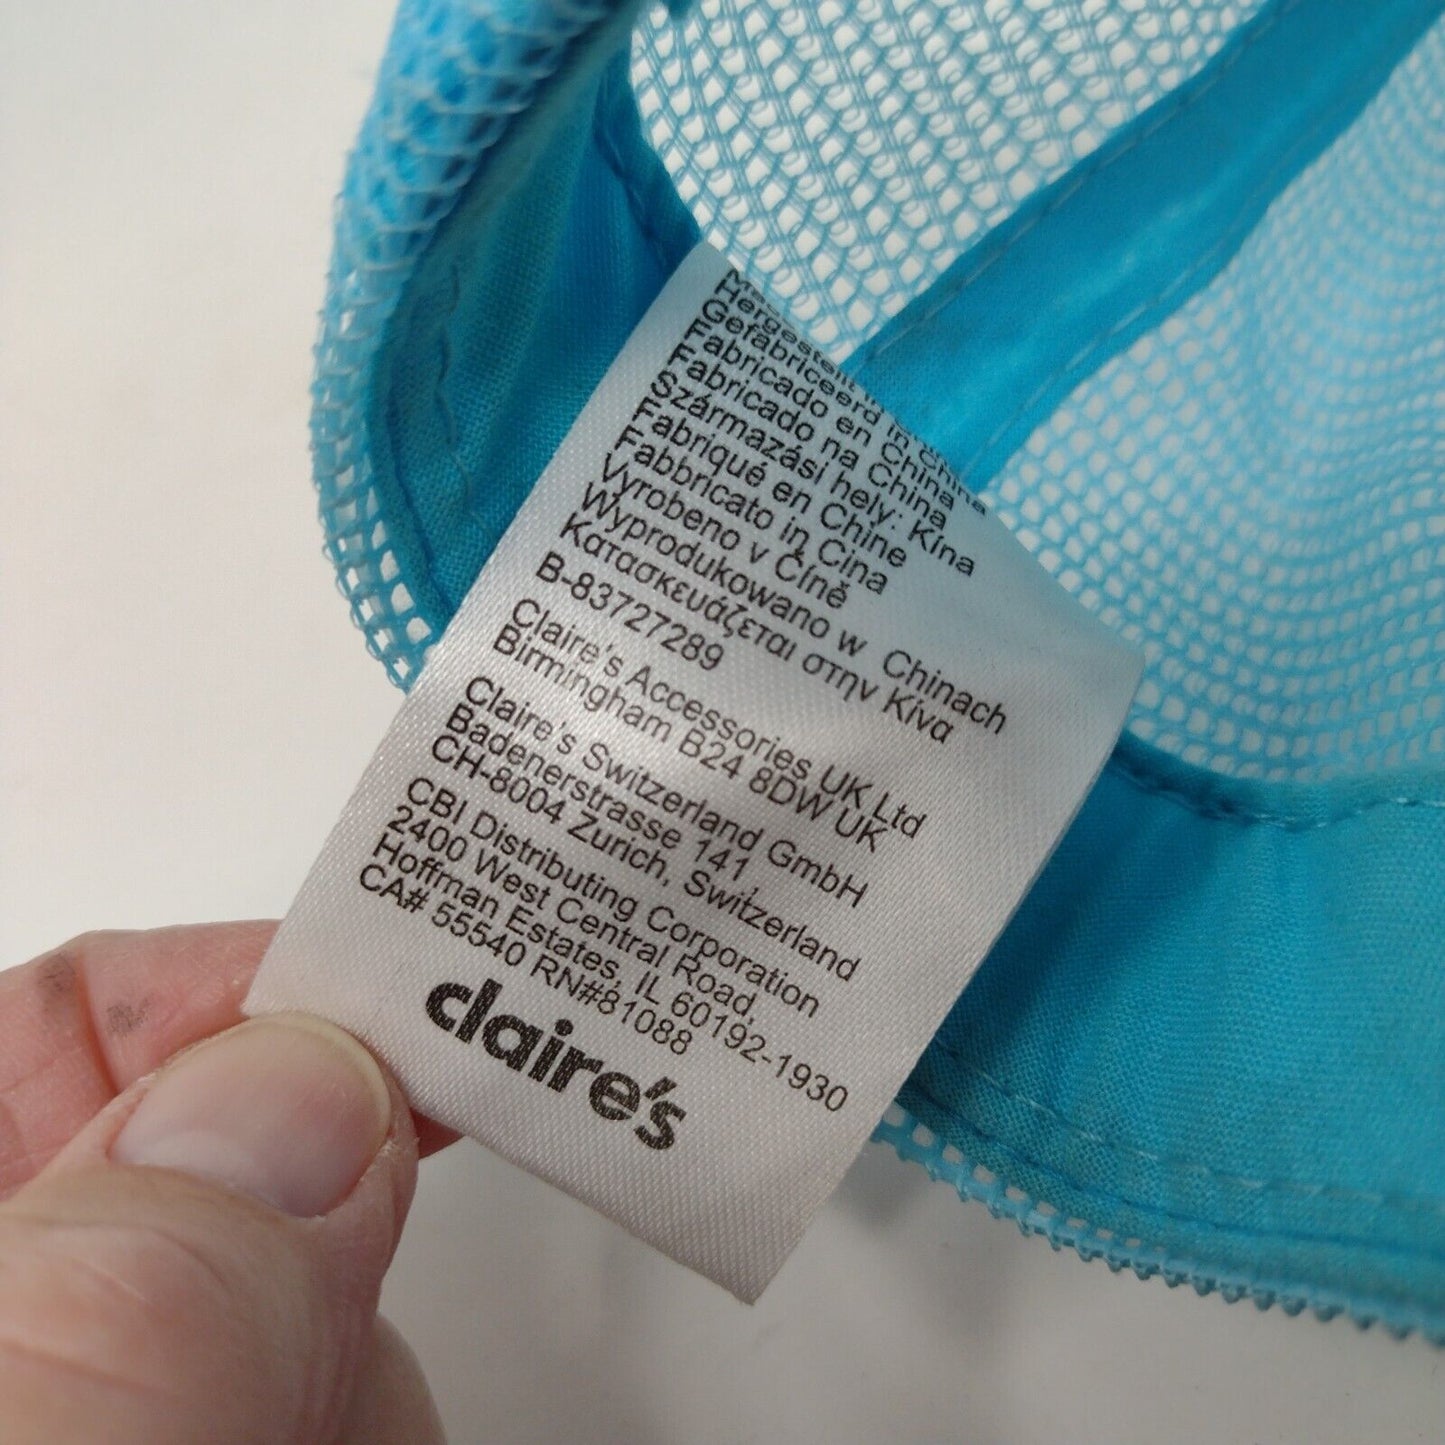 Hergestellt in
Gefabriceerd in China
Fabricado en China
Fabricado na China
Származási hely: Kína
Fabriqué en Chine
Fabbricato in Cina
Vyrobeno v Číně
Wyprodukowano w Chinach
Κατασκευάζεται στην Κίνα
B-83727289
Claire's Accessories UK Ltd
Birmingham B24 8DW UK
Claire's Switzerland GmbH
Badenerstrasse 141,
CH-8004 Zurich, Switzerland
CBI Distributing Corporation
2400 West Central Road,
Hoffman Estates, IL 60192-1930
CA# 55540 RN#81088
claire's